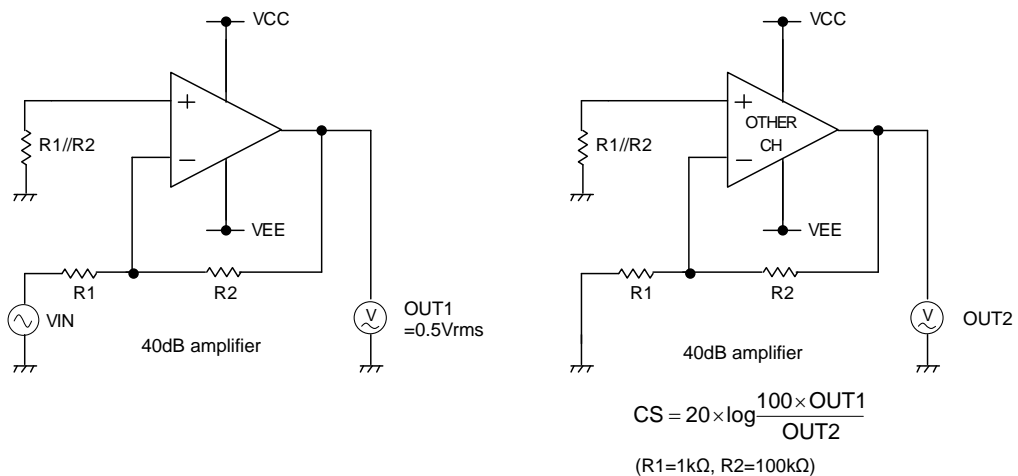 VCC
R1//R2
+
−
VEE
R1
R2
VIN
V
OUT1
=0.5Vrms
40dB amplifier
VCC
R1//R2
+
OTHER
CH
−
VEE
R1
R2
V
OUT2
40dB amplifier
CS = 20 × log 100 × OUT1 / OUT2
(R1=1kΩ, R2=100kΩ)